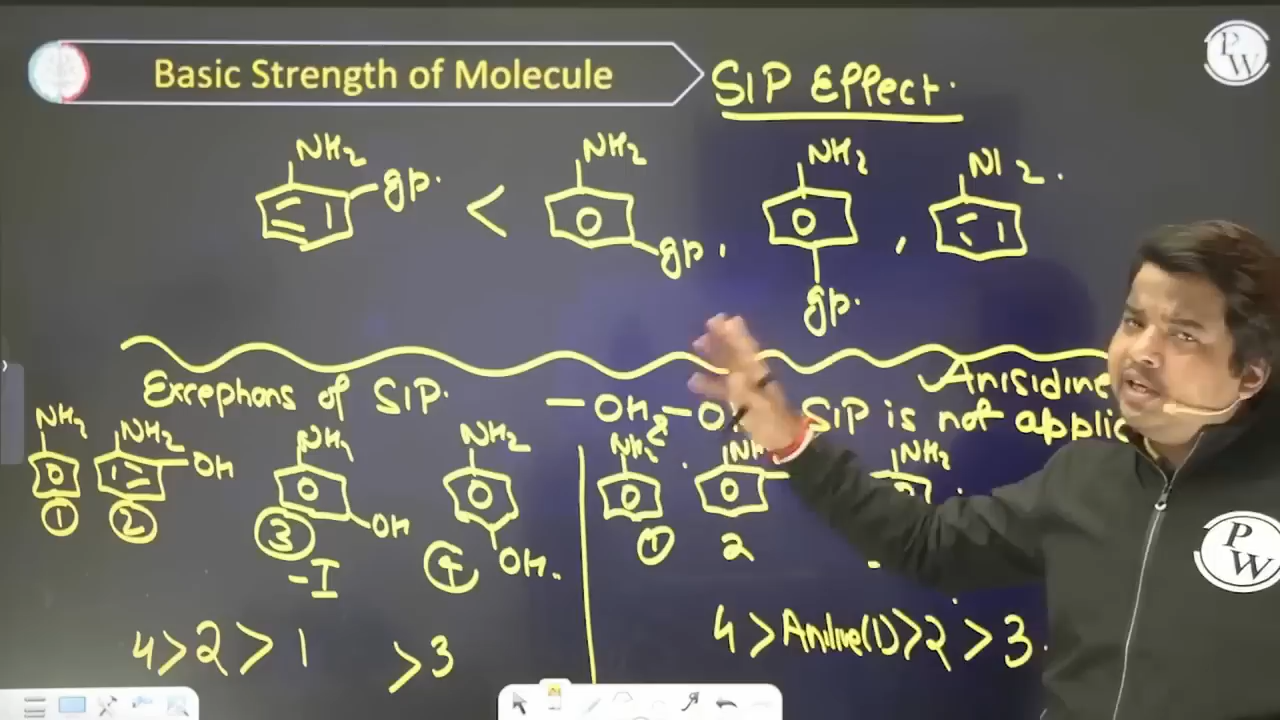 Basic Strength of Molecule
SIP Effect.
PW
NH2
gp.
<
NH2
gp,
NH2
gp.
,
NH2.
Exceptions of SIP.
— OH & — O
Anisidine
SIP is not applic
NH2
①
NH2
OH
②
NH2
OH
③
-I
NH2
OH.
④
NH2
①
NH
2
NH2
4 > 2 > 1 > 3
4 > Aniline(1) > 2 > 3.
PW